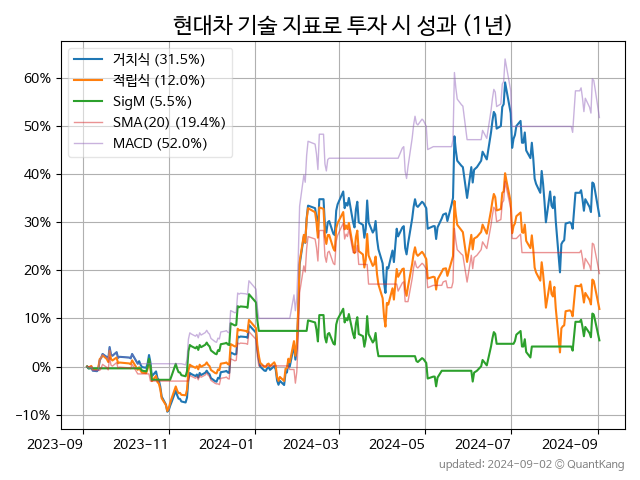 현대차 기술 지표로 투자 시 성과 (1년)
거치식 (31.5%)
적립식 (12.0%)
SigM (5.5%)
SMA(20) (19.4%)
MACD (52.0%)
60%
50%
40%
30%
20%
10%
0%
-10%
2023-09 2023-11 2024-01 2024-03 2024-05 2024-07 2024-09
updated: 2024-09-02 © QuantKang